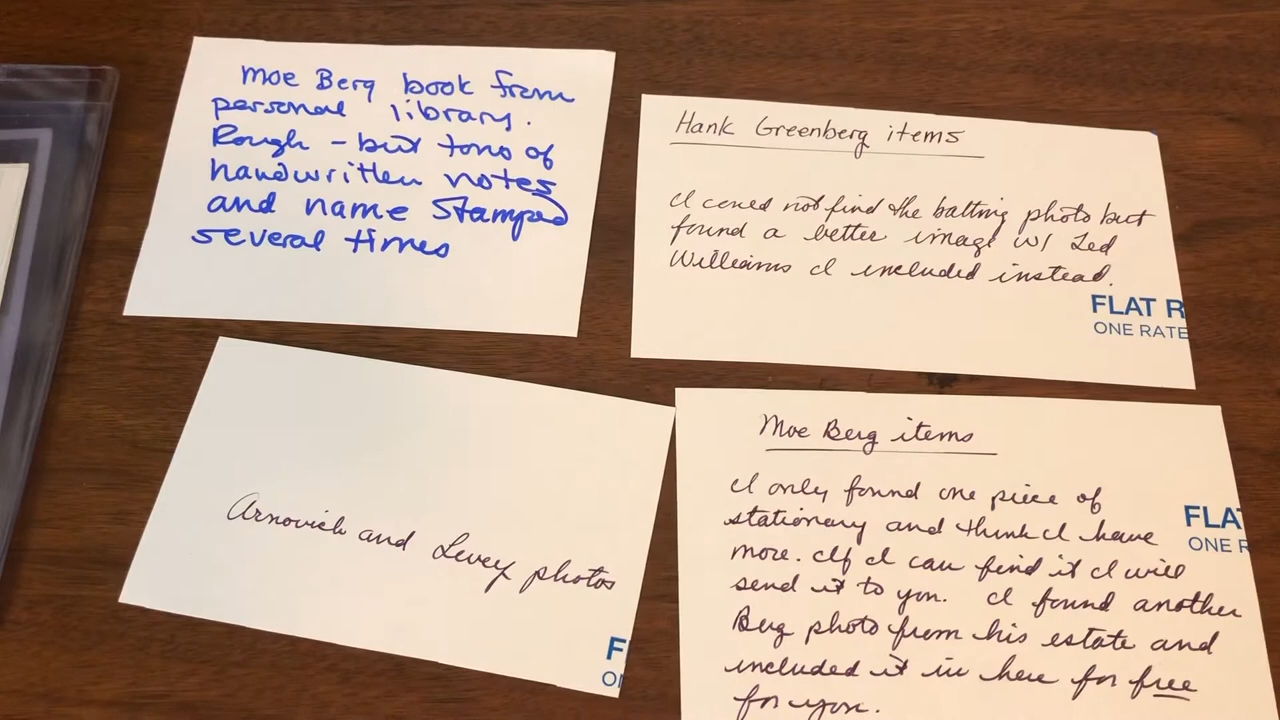 Moe Berg book from
personal library.
Rough - but tons of
handwritten notes
and name stamped
several times
Hank Greenberg items
I coued not find the batting photo but
found a better image w/ Ted
Williams I included instead.
FLAT R
ONE RATE
Arnovich and Levey photos
F
O
Moe Berg items
I only found one piece of
stationary and think I have
more. If I can find it I will
send it to you. I found another
Berg photo from his estate and
included it in here for free
for you.
FLA
ONE R